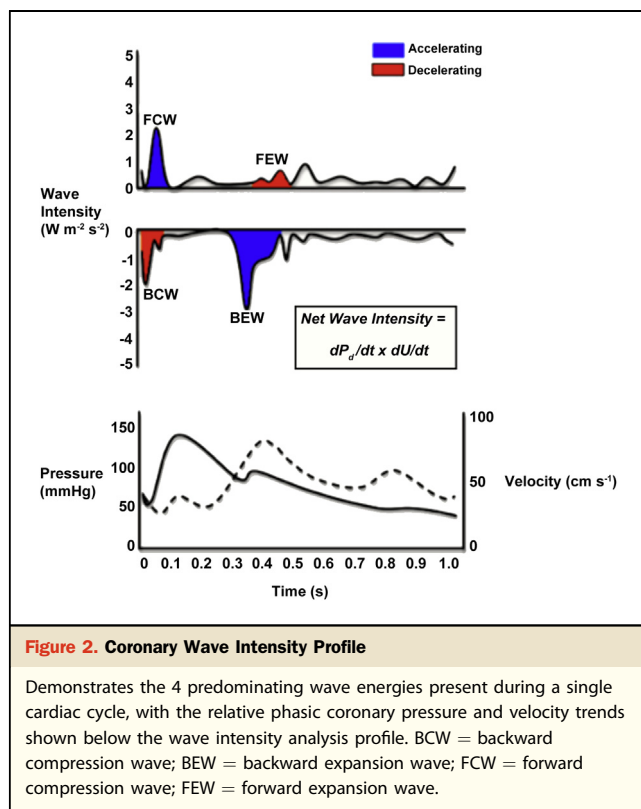 Accelerating
Decelerating
5
4
3
2
1
0
FCW
FEW
Wave
Intensity
(W m-2 s-2)
0
-1
-2
-3
-4
-5
BCW
BEW
Net Wave Intensity =
dPd/dt x dU/dt
150
100
50
0
Pressure
(mmHg)
100
50
0
Velocity (cm s-1)
0 0.1 0.2 0.3 0.4 0.5 0.6 0.7 0.8 0.9 1.0
Time (s)
Figure 2. Coronary Wave Intensity Profile
Demonstrates the 4 predominating wave energies present during a single
cardiac cycle, with the relative phasic coronary pressure and velocity trends
shown below the wave intensity analysis profile. BCW = backward
compression wave; BEW = backward expansion wave; FCW = forward
compression wave; FEW = forward expansion wave.